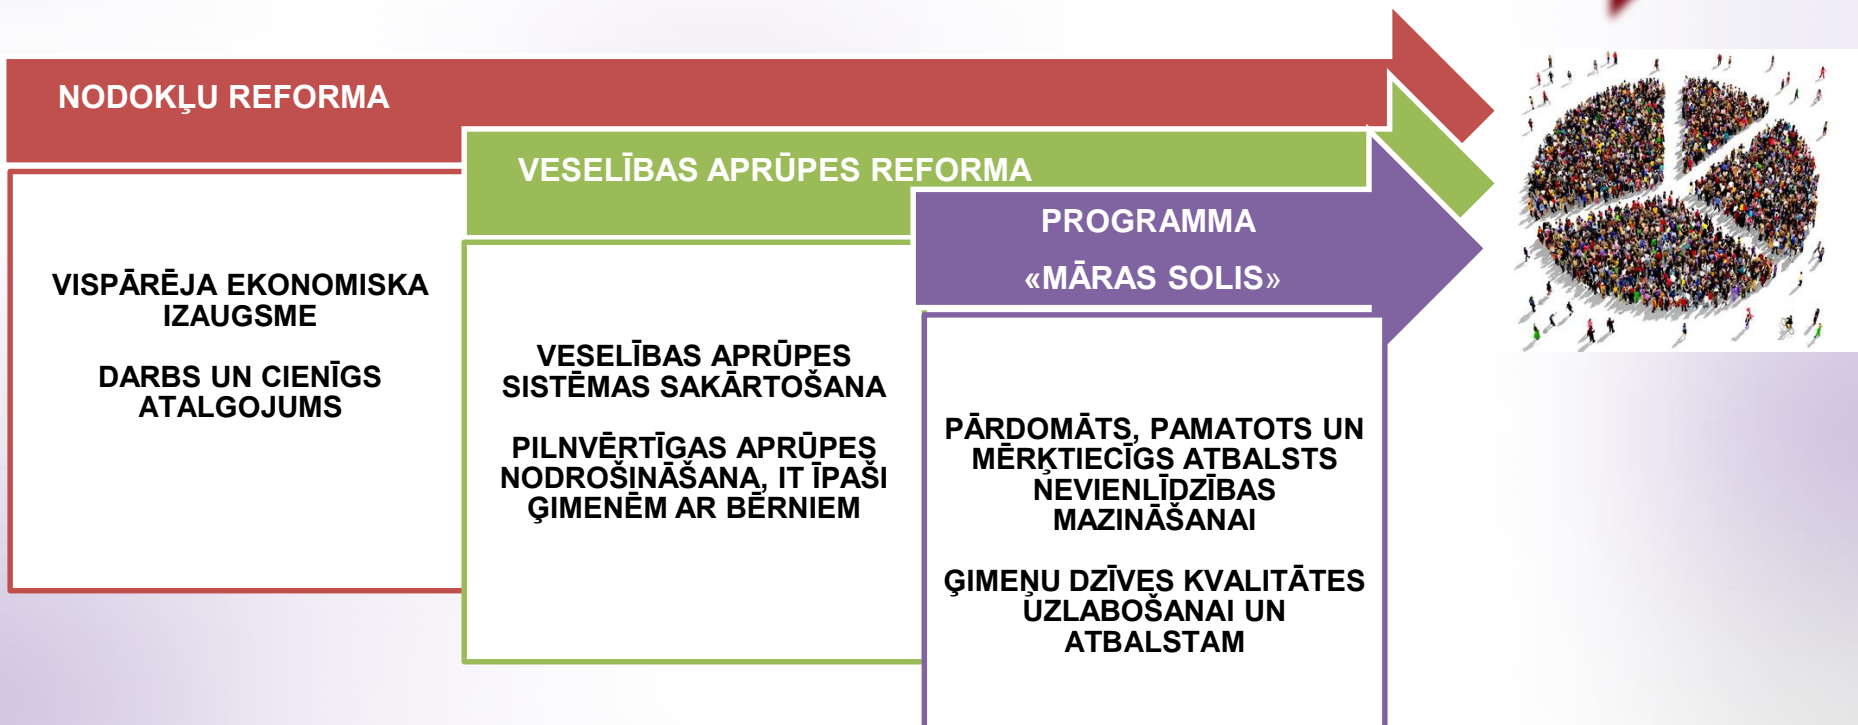 NODOKĻU REFORMA
VISPĀRĒJA EKONOMISKA
IZAUGSME
DARBS UN CIENĪGS
ATALGOJUMS
VESELĪBAS APRŪPES REFORMA
VESELĪBAS APRŪPES
SISTĒMAS SAKĀRTOŠANA
PILNVĒRTĪGAS APRŪPES
NODROŠINĀŠANA, IT ĪPAŠI
ĢIMENĒM AR BĒRNIEM
PROGRAMMA
«MĀRAS SOLIS»
PĀRDOMĀTS, PAMATOTS UN
MĒRĶTIECĪGS ATBALSTS
NEVIENLĪDZĪBAS
MAZINĀŠANAI
ĢIMEŅU DZĪVES KVALITĀTES
UZLABOŠANAI UN
ATBALSTAM